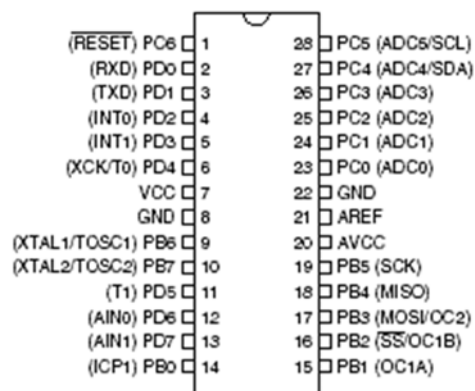 (RESET) PC6 1 28 PC5 (ADC5/SCL)
(RXD) PD0 2 27 PC4 (ADC4/SDA)
(TXD) PD1 3 26 PC3 (ADC3)
(INT0) PD2 4 25 PC2 (ADC2)
(INT1) PD3 5 24 PC1 (ADC1)
(XCK/T0) PD4 6 23 PC0 (ADC0)
VCC 7 22 GND
GND 8 21 AREF
(XTAL1/TOSC1) PB6 9 20 AVCC
(XTAL2/TOSC2) PB7 10 19 PB5 (SCK)
(T1) PD5 11 18 PB4 (MISO)
(AIN0) PD6 12 17 PB3 (MOSI/OC2)
(AIN1) PD7 13 16 PB2 (SS/OC1B)
(ICP1) PB0 14 15 PB1 (OC1A)